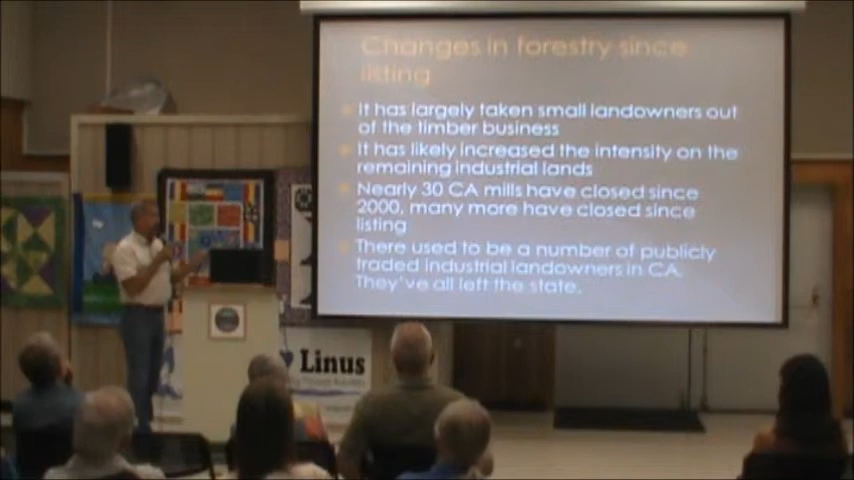 Changes in forestry since
listing
It has largely taken small landowners out
of the timber business
It has likely increased the intensity on the
remaining industrial lands
Nearly 30 CA mills have closed since
2000, many more have closed since
listing
There used to be a number of publicly
traded industrial landowners in CA.
They've all left the state.
Linus